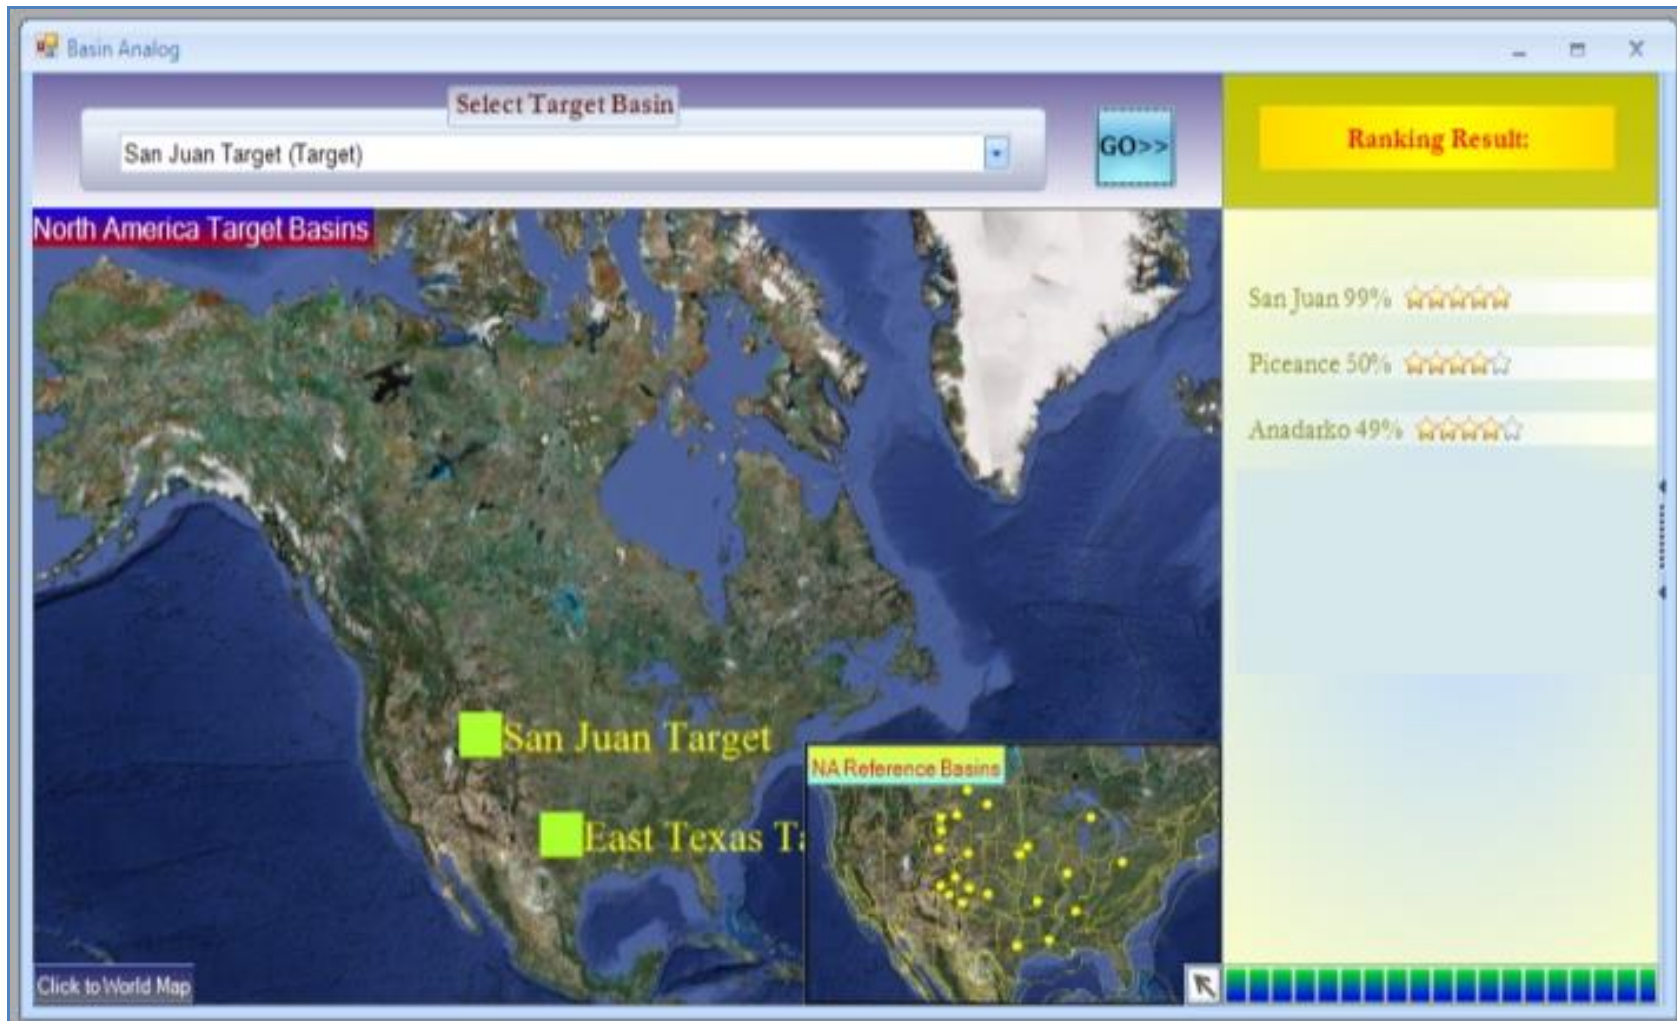 Basin Analog
Select Target Basin
San Juan Target (Target)
GO>>
Ranking Result:
North America Target Basins
San Juan 99%
Piceance 50%
Anadarko 49%
San Juan Target
East Texas Ta
NA Reference Basins
Click to World Map